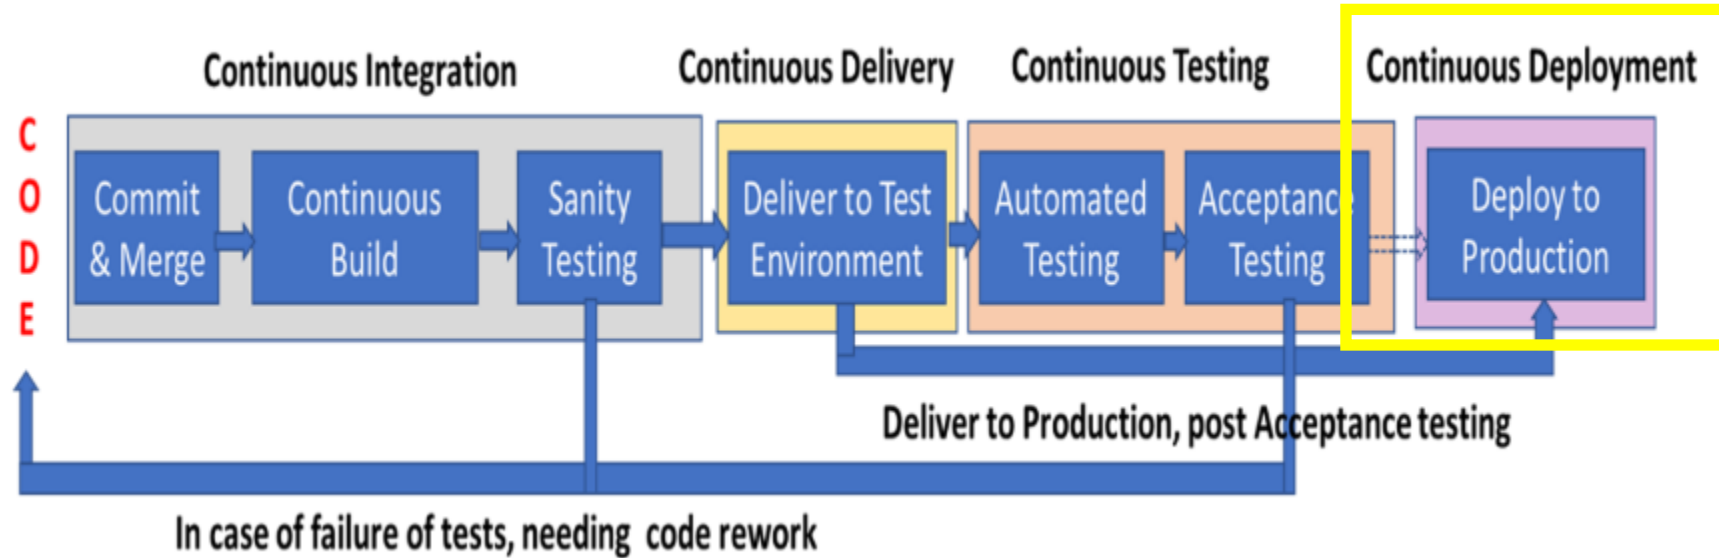 Continuous Integration
Continuous Delivery
Continuous Testing
Continuous Deployment
CODE
Commit
& Merge
Continuous
Build
Sanity
Testing
Deliver to Test
Environment
Automated
Testing
Acceptance
Testing
Deploy to
Production
Deliver to Production, post Acceptance testing
In case of failure of tests, needing code rework